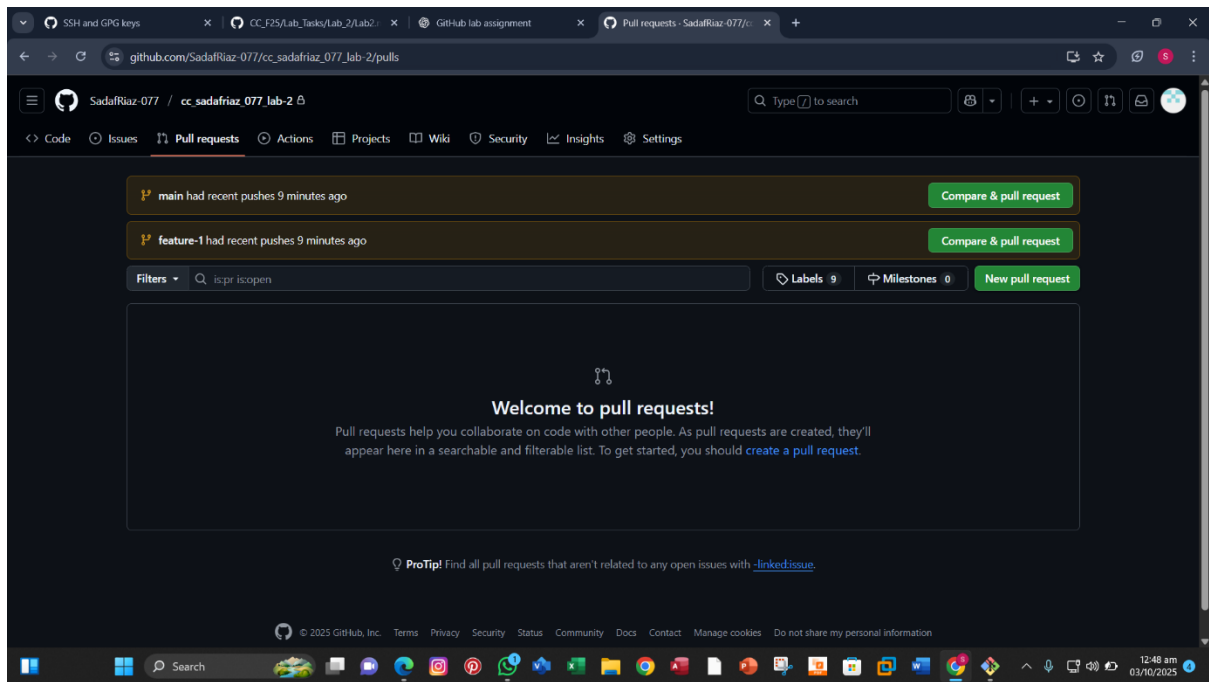 SSH and GPG keys
CC_F25/Lab_Tasks/Lab_2/Lab2.r
GitHub lab assignment
Pull requests · SadafRiaz-077/c
github.com/SadafRiaz-077/cc_sadafriaz_077_lab-2/pulls
S
SadafRiaz-077 / cc_sadafriaz_077_lab-2
Type / to search
Code Issues Pull requests Actions Projects Wiki Security Insights Settings
main had recent pushes 9 minutes ago Compare & pull request
feature-1 had recent pushes 9 minutes ago Compare & pull request
Filters is:pr is:open Labels 9 Milestones 0 New pull request
Welcome to pull requests!
Pull requests help you collaborate on code with other people. As pull requests are created, they'll
appear here in a searchable and filterable list. To get started, you should create a pull request.
ProTip! Find all pull requests that aren't related to any open issues with -linked:issue.
© 2025 GitHub, Inc. Terms Privacy Security Status Community Docs Contact Manage cookies Do not share my personal information
Search
12:48 am
03/10/2025
4